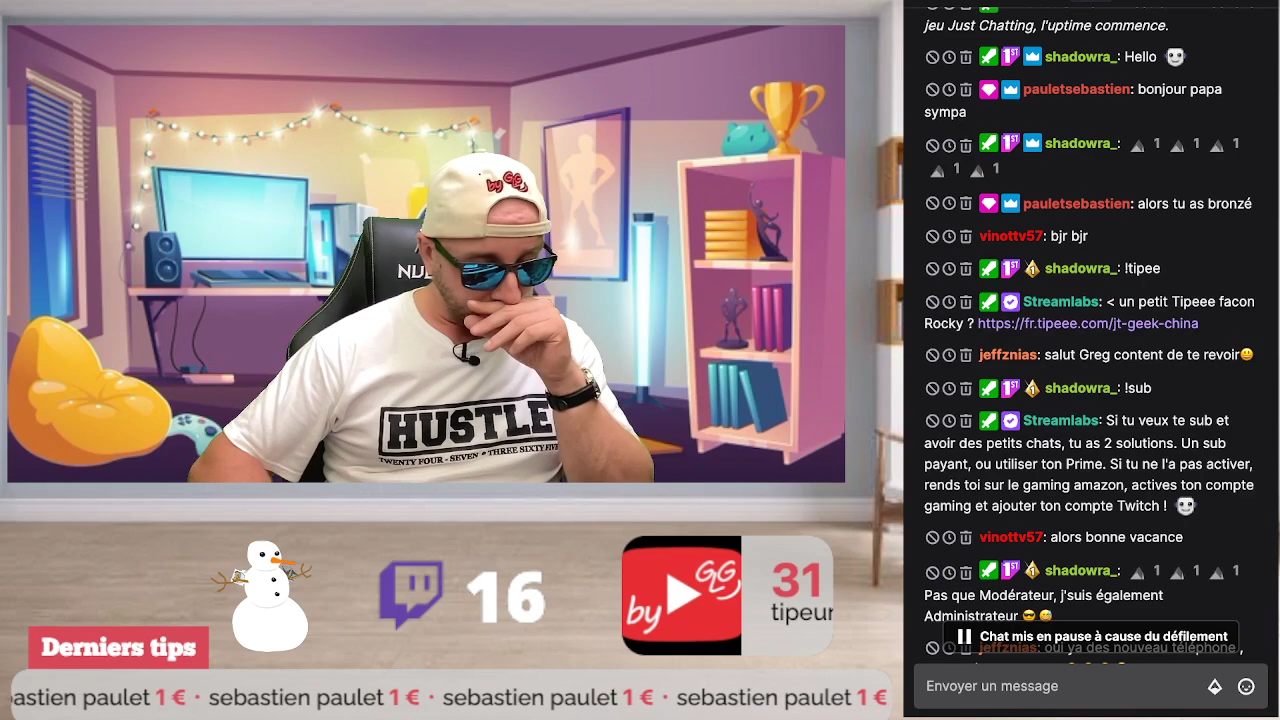 jeu Just Chatting, l'uptime commence.
shadowra_: Hello
pauletsebastien: bonjour papa
sympa
shadowra_: 1 1 1
1 1
pauletsebastien: alors tu as bronzé
vinottv57: bjr bjr
shadowra_: !tipee
Streamlabs: < un petit Tipeee facon
Rocky ? https://fr.tipeee.com/jt-geek-china
jeffznias: salut Greg content de te revoir
shadowra_: !sub
Streamlabs: Si tu veux te sub et
avoir des petits chats, tu as 2 solutions. Un sub
payant, ou utiliser ton Prime. Si tu ne l'a pas activer,
rends toi sur le gaming amazon, actives ton compte
gaming et ajouter ton compte Twitch !
vinottv57: alors bonne vacance
shadowra_: 1 1 1
Pas que Modérateur, j'suis également
Administrateur
Chat mis en pause à cause du défilement
jeffznias: oui ya des nouveau téléphone,
Envoyer un message
by GG
HUSTLE
TWENTY FOUR - SEVEN * THREE SIXTY FIVE
16
by GG
31
tipeur
Derniers tips
astien paulet 1 € · sebastien paulet 1 € · sebastien paulet 1 € · sebastien paulet 1 €